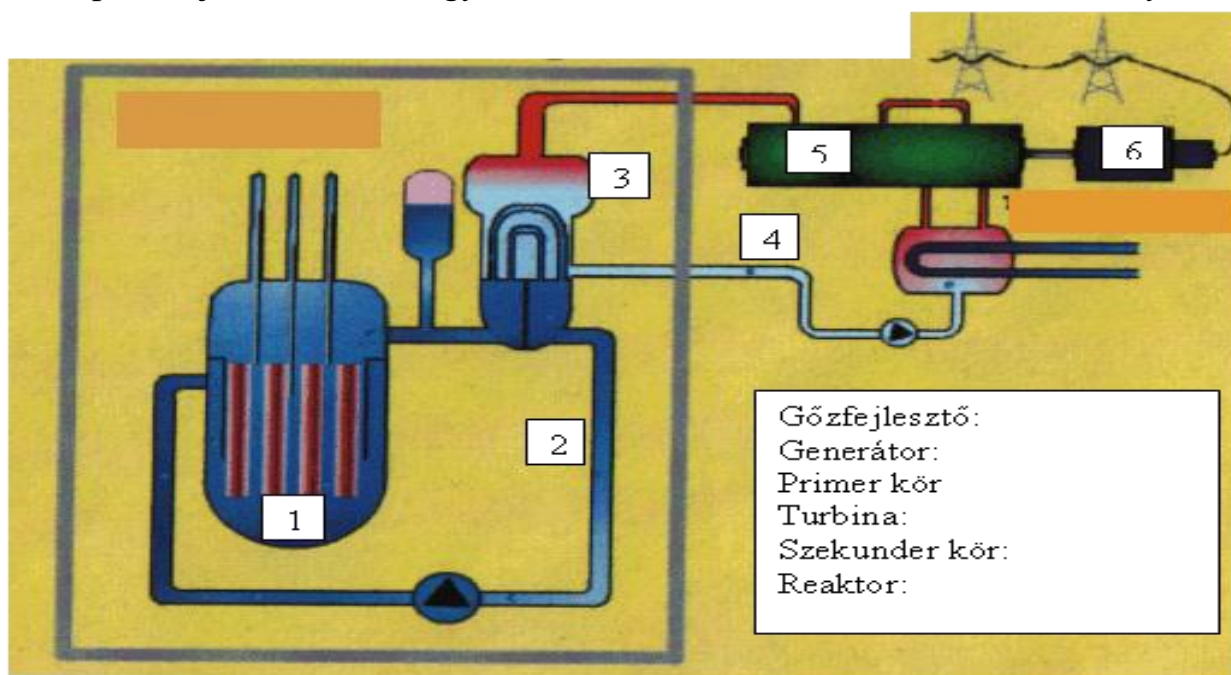 3
5
6
4
2
1
Gőzfejlesztő:
Generátor:
Primer kör
Turbina:
Szekunder kör:
Reaktor: